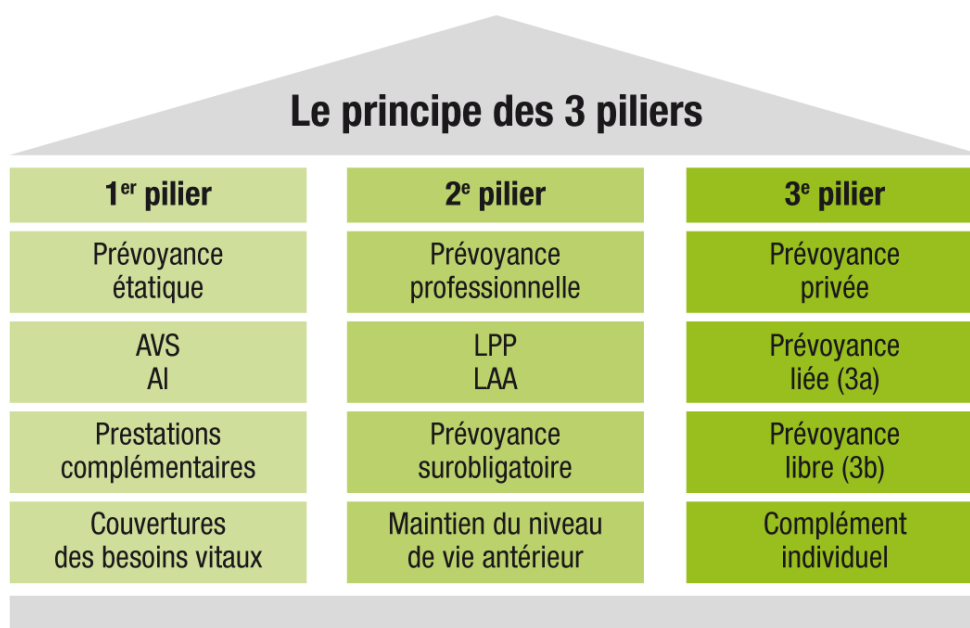 Le principe des 3 piliers
1er pilier
2e pilier
3e pilier
Prévoyance
étatique
Prévoyance
professionnelle
Prévoyance
privée
AVS
AI
LPP
LAA
Prévoyance
liée (3a)
Prestations
complémentaires
Prévoyance
surobligatoire
Prévoyance
libre (3b)
Couvertures
des besoins vitaux
Maintien du niveau
de vie antérieur
Complément
individuel